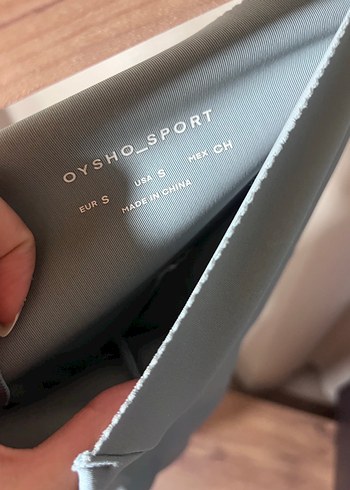 OYSHO_SPORT
EUR S USA S MEX CH
MADE IN CHINA